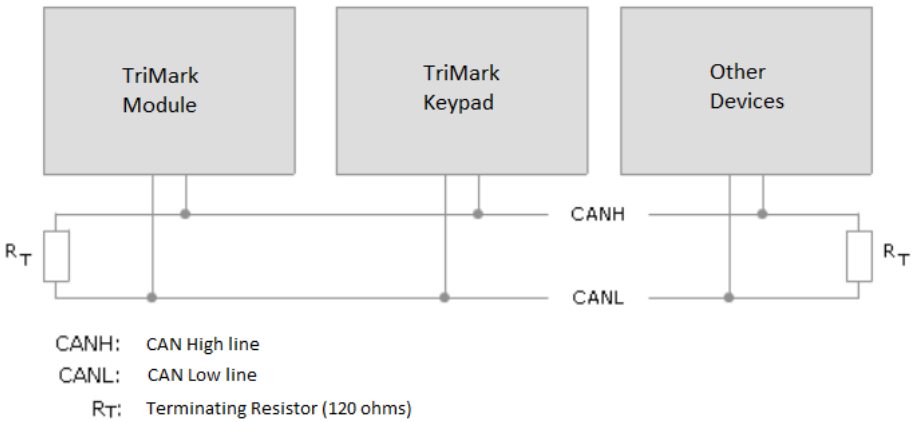 TriMark
Module
TriMark
Keypad
Other
Devices
CANH
RT
RT
CANL
CANH: CAN High line
CANL: CAN Low line
RT: Terminating Resistor (120 ohms)